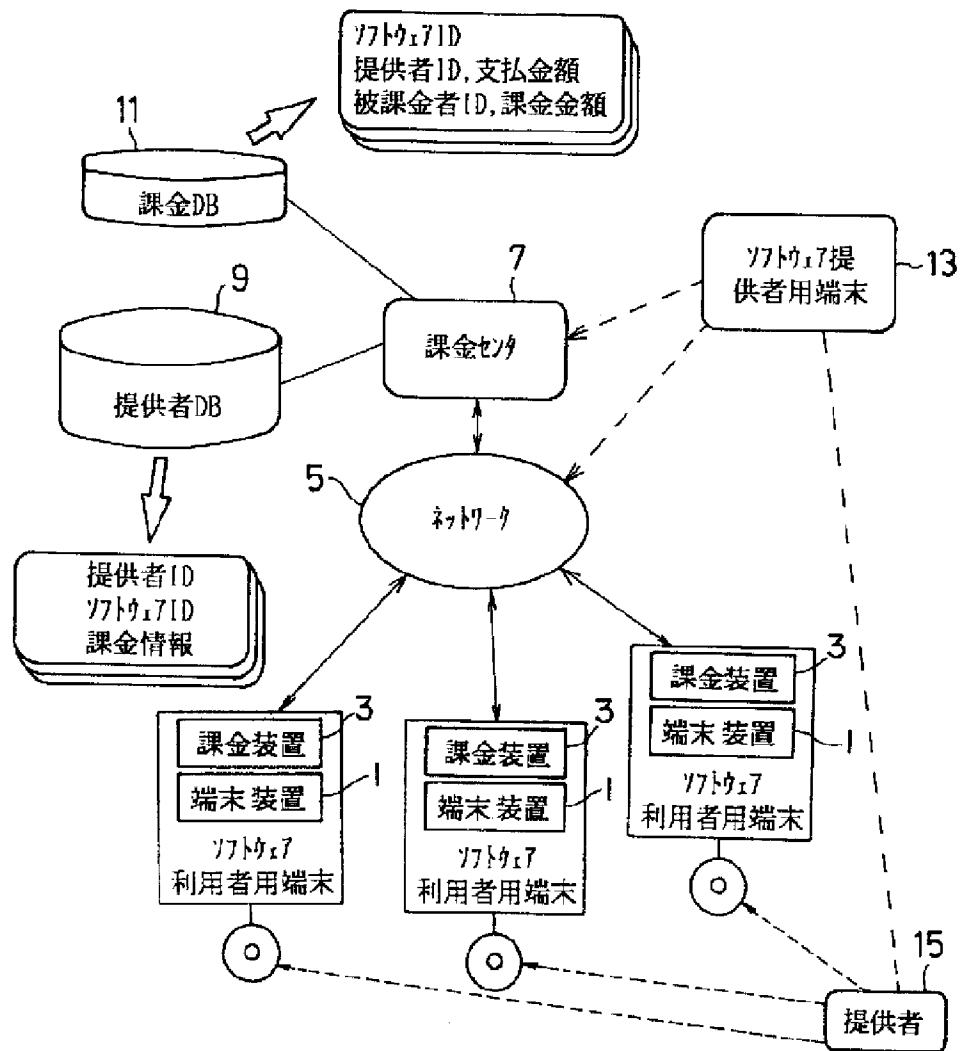 ソフトウェアID
提供者ID,支払金額
被課金者ID,課金金額
11
課金DB
7
ソフトウェア提
供者用端末
13
9
課金センタ
提供者DB
5
ネットワーク
提供者ID
ソフトウェアID
課金情報
3
課金装置
端末装置
1
ソフトウェア
利用者用端末
3
課金装置
端末装置
1
ソフトウェア
利用者用端末
3
課金装置
端末装置
1
ソフトウェア
利用者用端末
15
提供者